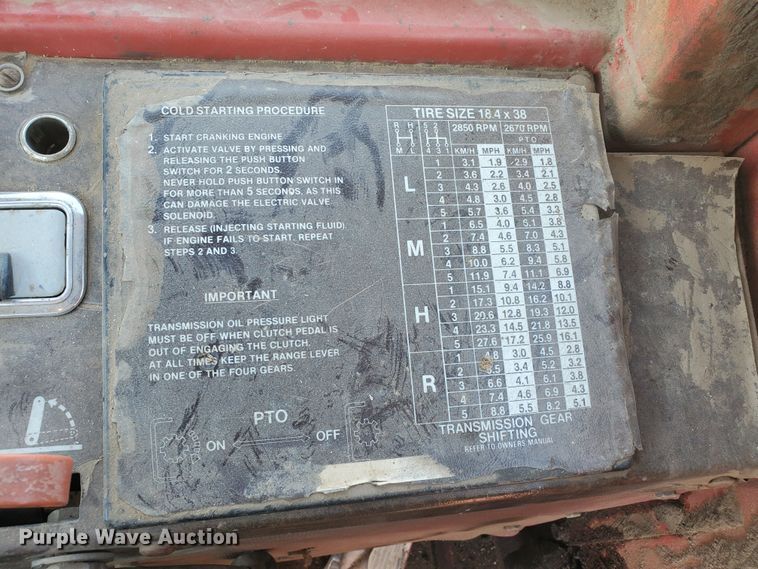 COLD STARTING PROCEDURE
1. START CRANKING ENGINE
2. ACTIVATE VALVE BY PRESSING AND
RELEASING THE PUSH BUTTON
SWITCH FOR 2 SECONDS.
NEVER HOLD PUSH BUTTON SWITCH IN
FOR MORE THAN 5 SECONDS. AS THIS
CAN DAMAGE THE ELECTRIC VALVE
SOLENOID.
3. RELEASE (INJECTING STARTING FLUID).
IF ENGINE FAILS TO START. REPEAT
STEPS 2 AND 3.
IMPORTANT
TRANSMISSION OIL PRESSURE LIGHT
MUST BE OFF WHEN CLUTCH PEDAL IS
OUT OF ENGAGING THE CLUTCH.
AT ALL TIMES KEEP THE RANGE LEVER
IN ONE OF THE FOUR GEARS.
PTO
ON OFF
TIRE SIZE 18.4 x 38
R H 5 2
2850 RPM 2670 RPM
PTO
M L 4 3 1 KM/H MPH KM/H MPH
L
1 3.1 1.9 2.9 1.8
2 3.6 2.2 3.4 2.1
3 4.3 2.6 4.0 2.5
4 4.8 3.0 4.5 2.8
5 5.7 3.6 5.4 3.3
M
1 6.5 4.0 6.1 3.8
2 7.4 4.6 7.0 4.3
3 8.8 5.5 8.3 5.1
4 10.0 6.2 9.4 5.8
5 11.9 7.4 11.1 6.9
H
1 15.1 9.4 14.2 8.8
2 17.3 10.8 16.2 10.1
3 20.6 12.8 19.3 12.0
4 23.3 14.5 21.8 13.5
5 27.6 17.2 25.9 16.1
R
1 4.8 3.0 4.5 2.8
2 5.5 3.4 5.2 3.2
3 6.6 4.1 6.1 3.8
4 7.4 4.6 6.9 4.3
5 8.8 5.5 8.2 5.1
TRANSMISSION GEAR
SHIFTING
REFER TO OWNERS MANUAL
Purple Wave Auction